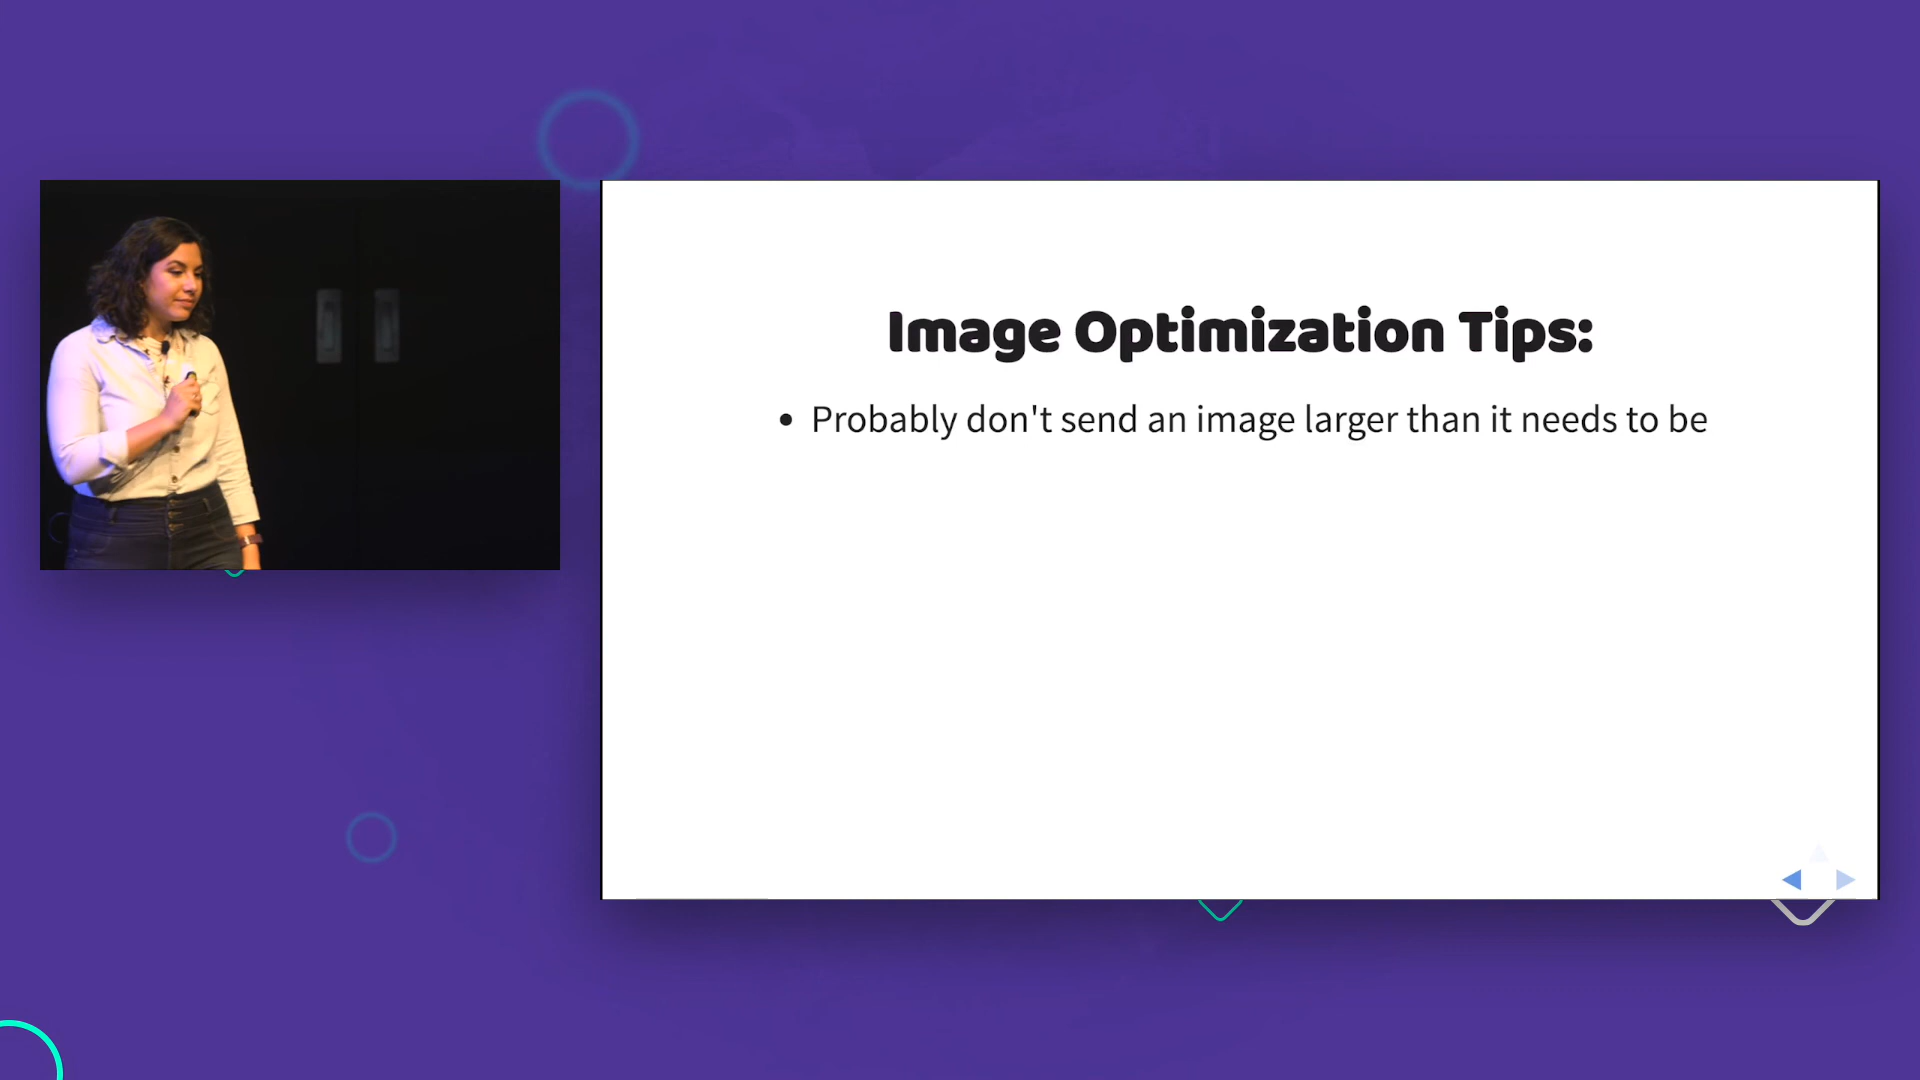 Image Optimization Tips:
• Probably don't send an image larger than it needs to be